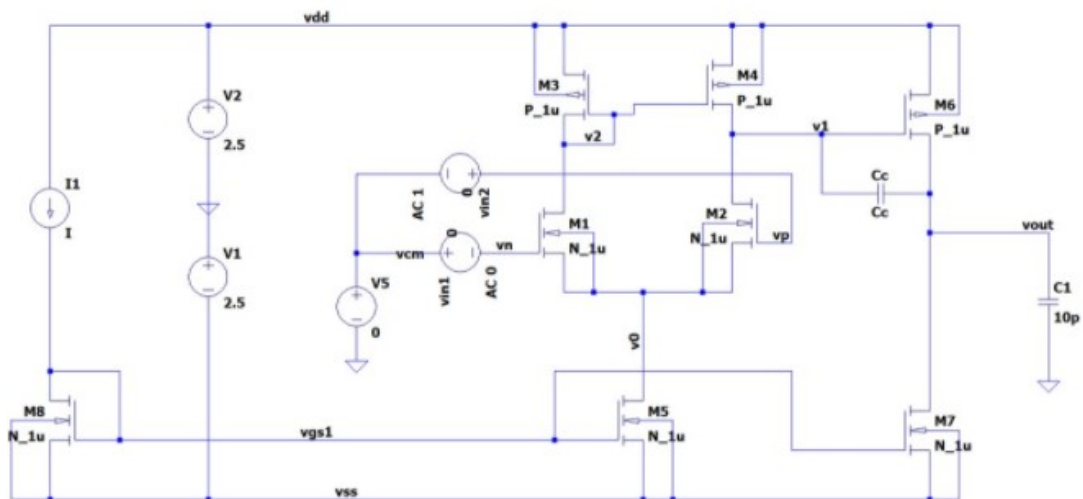 vdd
V2
2.5
M3
P_1u
M4
P_1u
M6
P_1u
v2
v1
I1
I
AC 1
0
vin2
Cc
Cc
V1
2.5
M1
N_1u
M2
N_1u
vp
vcm
0
vn
vin1
AC 0
V5
0
vout
C1
10p
v0
M8
N_1u
vgs1
M5
N_1u
M7
N_1u
vss